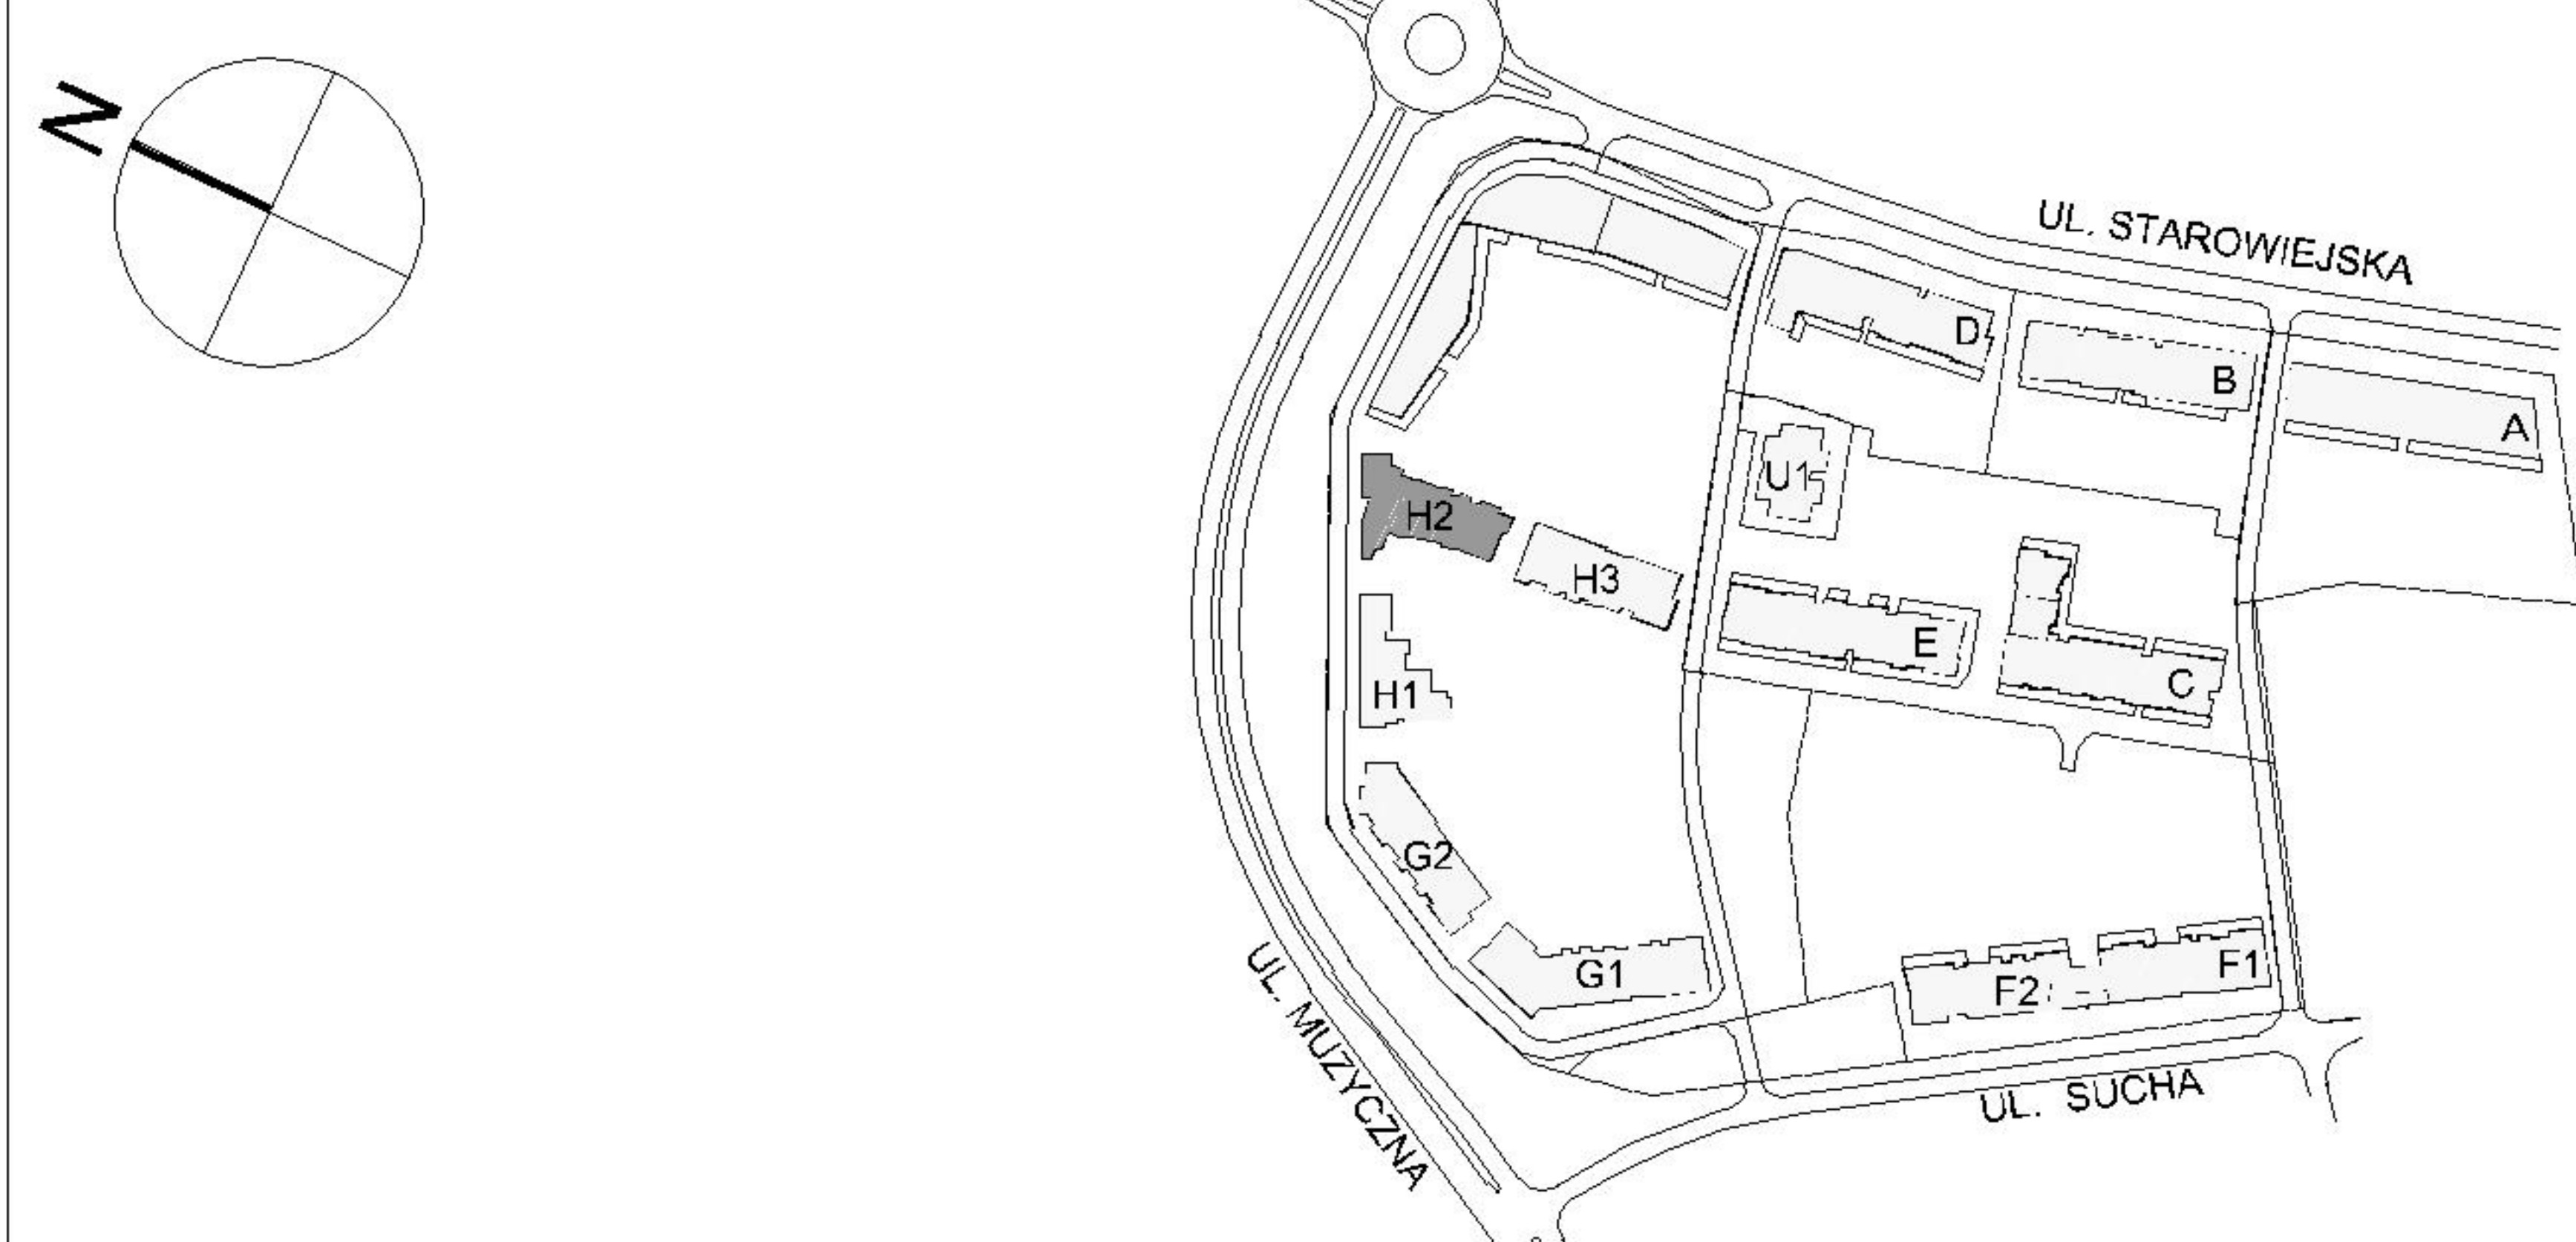 N
UL. STAROWIEJSKA
D
B
A
U1
H2
H3
E
C
H1
G2
G1
F2
F1
UL. MUZYCZNA
UL. SUCHA